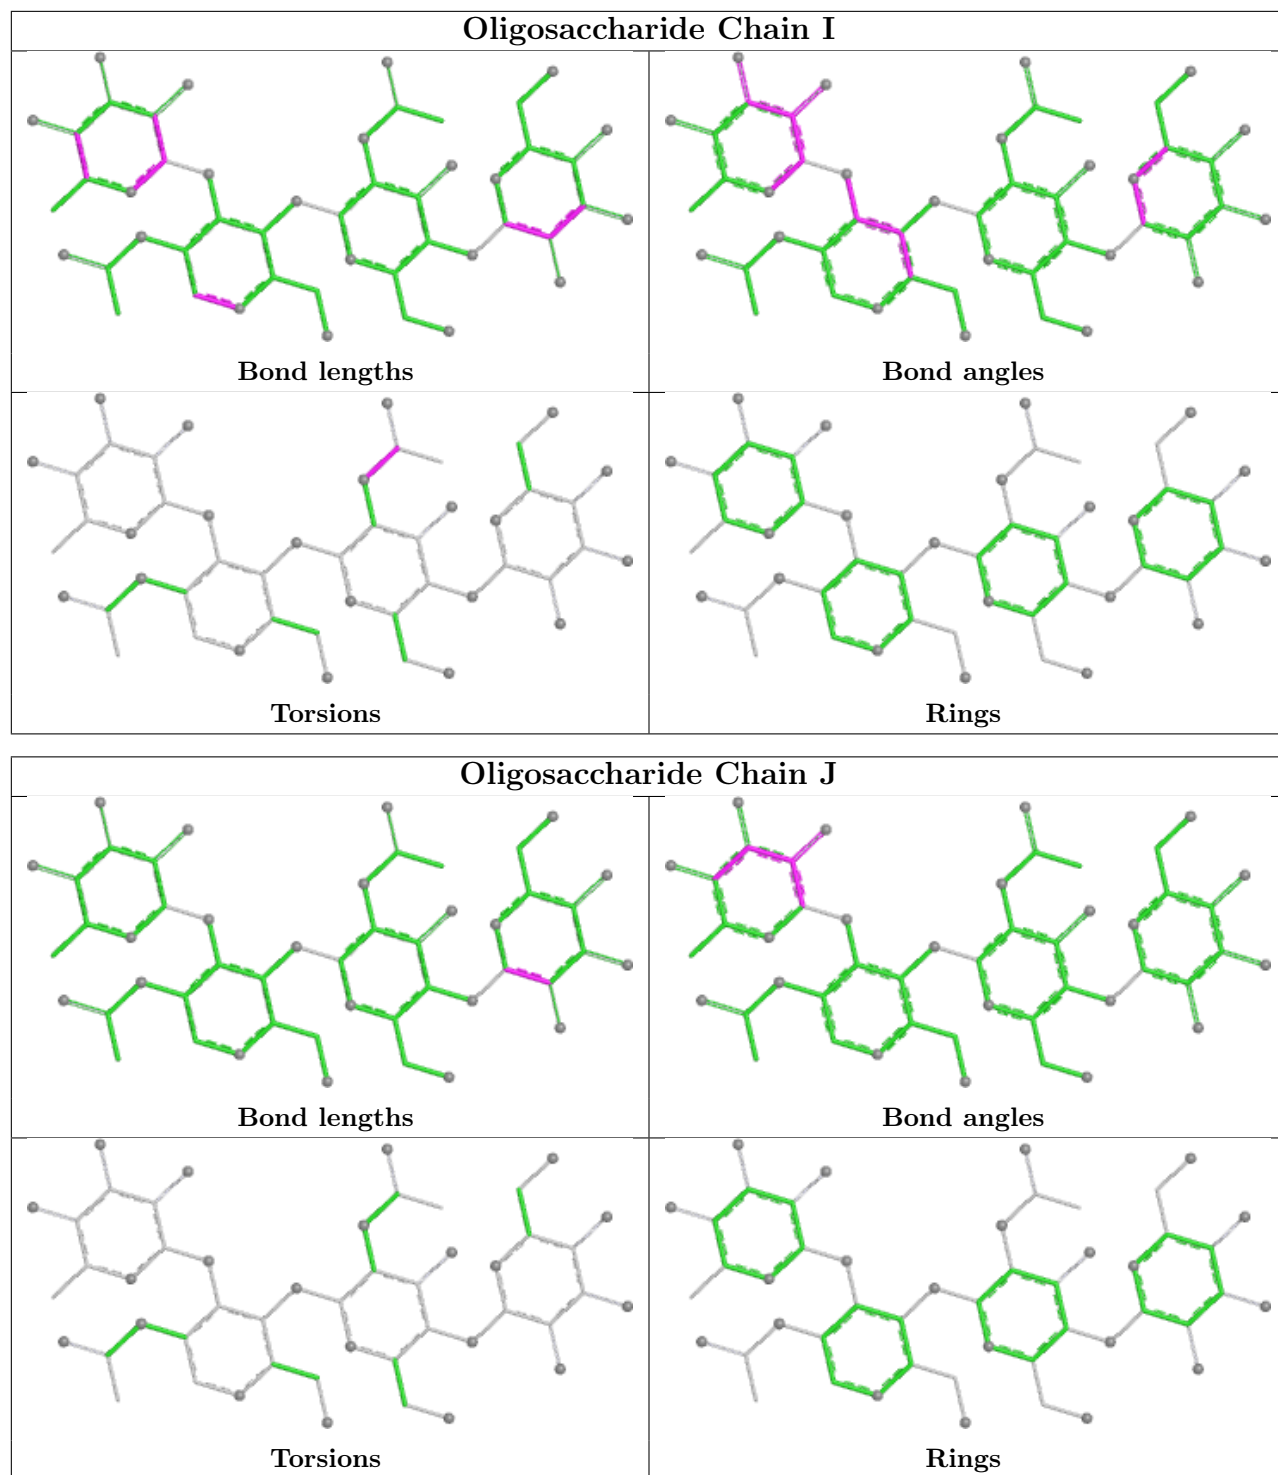 Oligosaccharide Chain I
Bond lengths
Bond angles
Torsions
Rings
Oligosaccharide Chain J
Bond lengths
Bond angles
Torsions
Rings